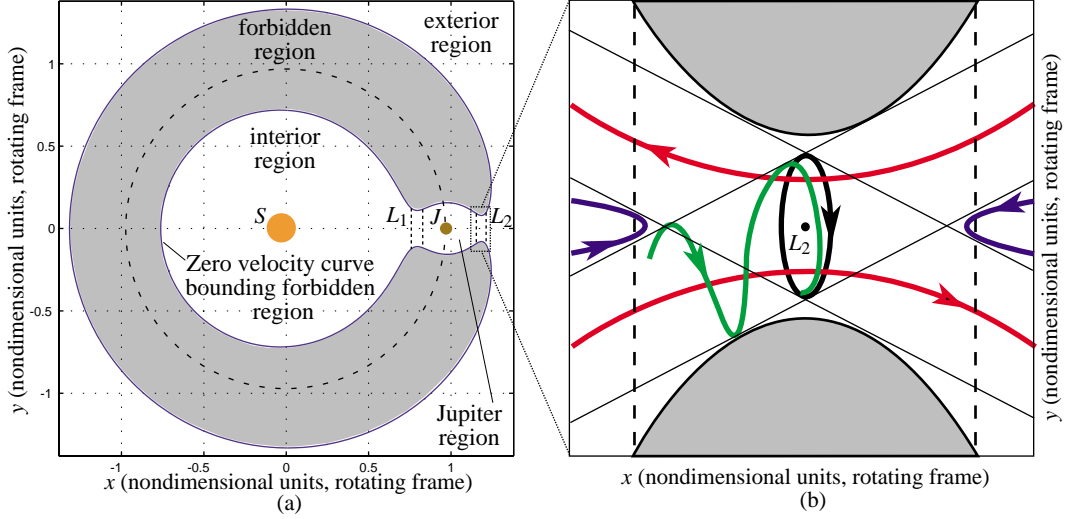 forbidden
region
exterior
region
interior
region
S
L1
J
L2
Zero velocity curve
bounding forbidden
region
Jupiter
region
1
0.5
0
-0.5
-1
-1
-0.5
0
0.5
1
y (nondimensional units, rotating frame)
x (nondimensional units, rotating frame)
(a)
L2
y (nondimensional units, rotating frame)
x (nondimensional units, rotating frame)
(b)